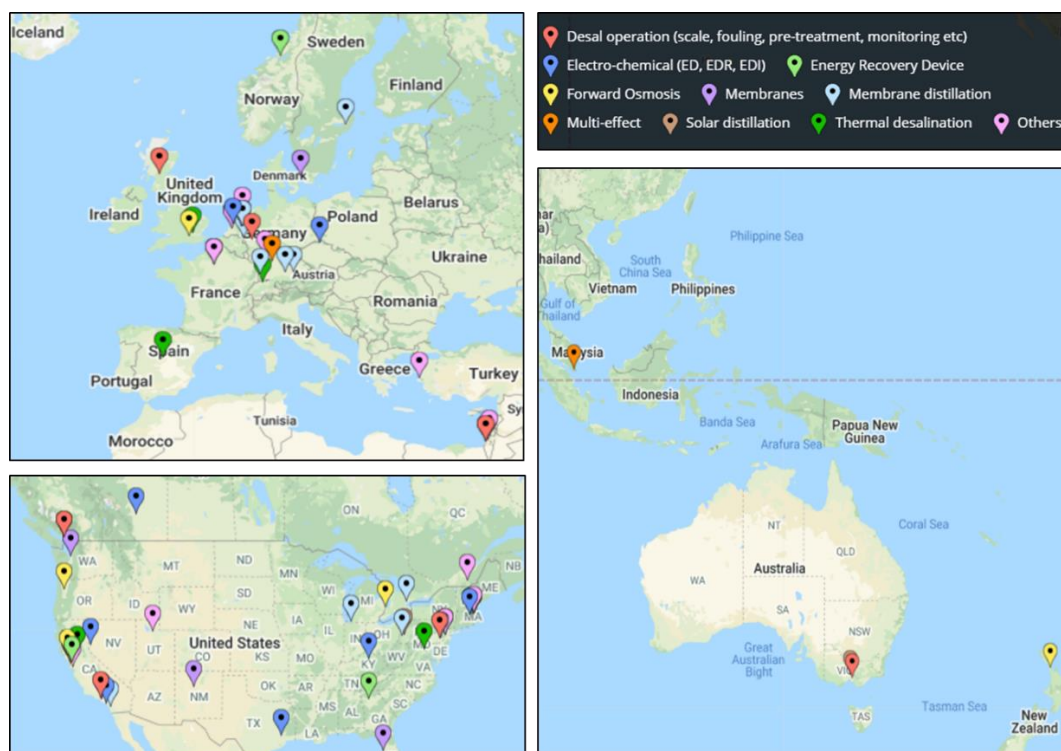 Iceland
Sweden
Finland
Norway
Denmark
United
Kingdom
Ireland
Belarus
Poland
Germany
Ukraine
Austria
France
Romania
Italy
Spain
Portugal
Greece
Turkey
Tunisia
Morocco
Desal operation (scale, fouling, pre-treatment, monitoring etc)
Electro-chemical (ED, EDR, EDI) Energy Recovery Device
Forward Osmosis Membranes Membrane distillation
Multi-effect Solar distillation Thermal desalination Others
Philippine Sea
South
China Sea
Vietnam
Philippines
Gulf of
Thailand
Malaysia
Indonesia
Banda Sea
Papua New
Guinea
Arafura Sea
Coral Sea
NT
QLD
Australia
WA
SA
NSW
Great
Australian
Bight
VIC
TAS
Tasman Sea
New
Zealand
ON
QC
NB
WA
MT
ND
MN
ME
OR
ID
WY
SD
WI
MI
NY
MA
NE
IA
IL
IN
OH
NV
UT
United States
CO
KS
MO
KY
WV
MD
DE
VA
CA
AZ
NM
OK
AR
TN
NC
MS
AL
SC
TX
LA
GA